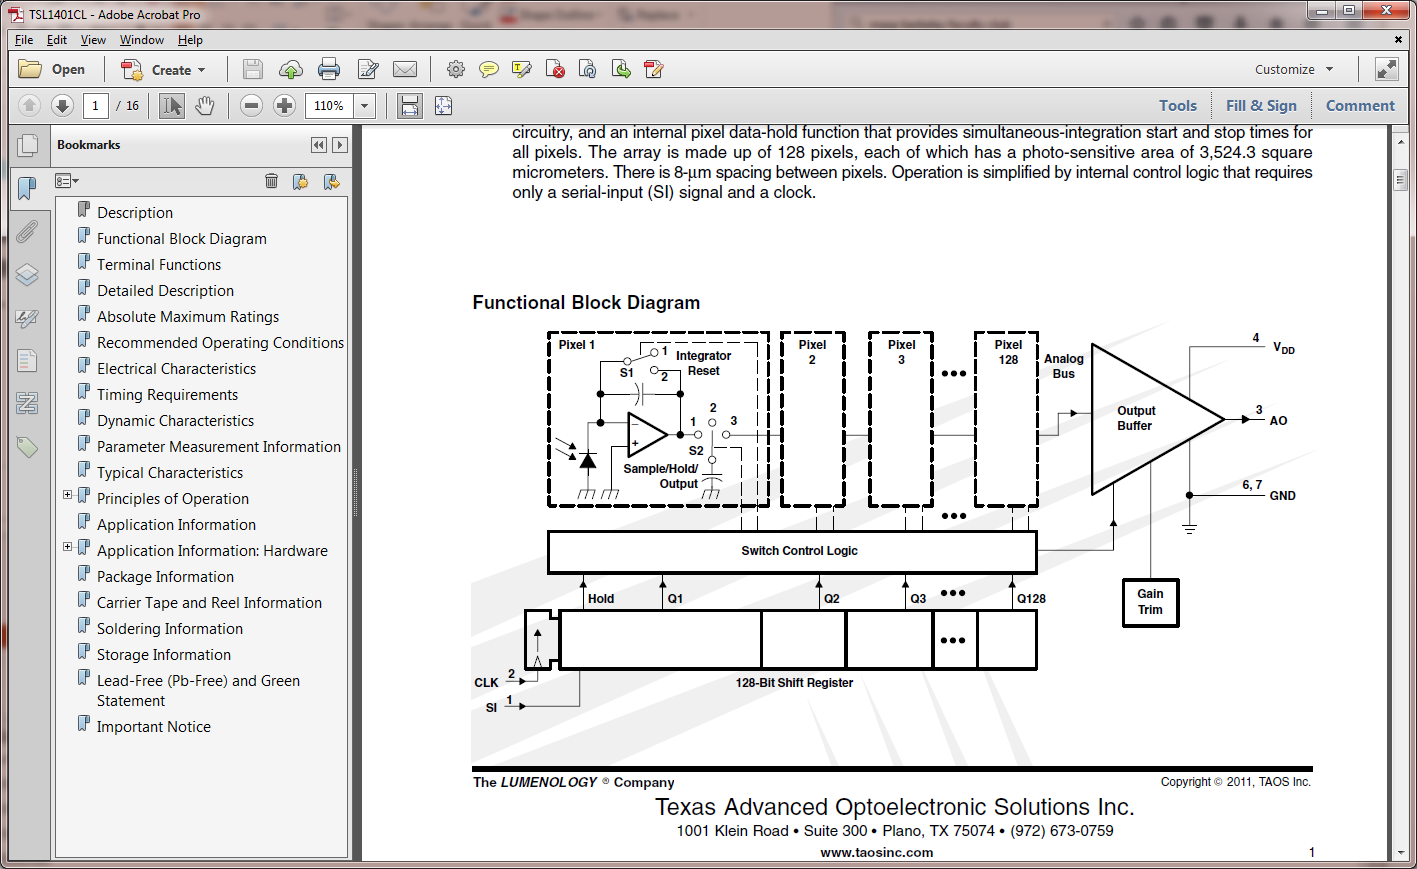 TSL1401CL - Adobe Acrobat Pro
File Edit View Window Help
Open Create Customize
1 / 16 110% Tools Fill & Sign Comment
Bookmarks
Description
Functional Block Diagram
Terminal Functions
Detailed Description
Absolute Maximum Ratings
Recommended Operating Conditions
Electrical Characteristics
Timing Requirements
Dynamic Characteristics
Parameter Measurement Information
Typical Characteristics
Principles of Operation
Application Information
Application Information: Hardware
Package Information
Carrier Tape and Reel Information
Soldering Information
Storage Information
Lead-Free (Pb-Free) and Green
Statement
Important Notice
circuitry, and an internal pixel data-hold function that provides simultaneous-integration start and stop times for
all pixels. The array is made up of 128 pixels, each of which has a photo-sensitive area of 3,524.3 square
micrometers. There is 8-μm spacing between pixels. Operation is simplified by internal control logic that requires
only a serial-input (SI) signal and a clock.
Functional Block Diagram
Pixel 1
1
Integrator
Reset
S1
2
−
+
1
2
3
S2
Sample/Hold/
Output
Pixel
2
Pixel
3
Pixel
128
Analog
Bus
Output
Buffer
4
VDD
3
AO
6, 7
GND
Gain
Trim
Switch Control Logic
Hold Q1 Q2 Q3 Q128
CLK 2
SI 1
128-Bit Shift Register
The LUMENOLOGY ® Company
Copyright © 2011, TAOS Inc.
Texas Advanced Optoelectronic Solutions Inc.
1001 Klein Road • Suite 300 • Plano, TX 75074 • (972) 673-0759
www.taosinc.com
1